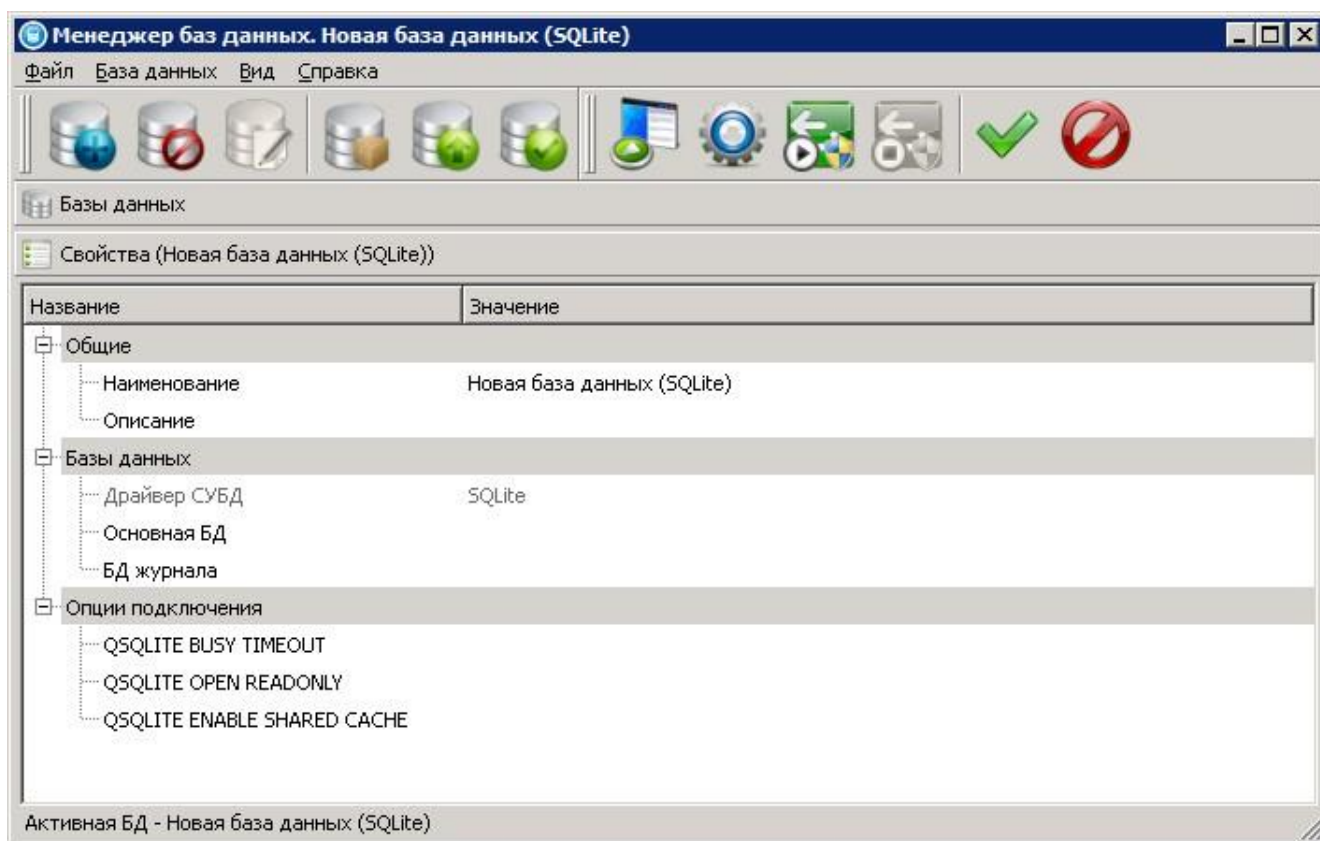 Менеджер баз данных. Новая база данных (SQLite)
Файл База данных Вид Справка
Базы данных
Свойства (Новая база данных (SQLite))
Название Значение
Общие
Наименование Новая база данных (SQLite)
Описание
Базы данных
Драйвер СУБД SQLite
Основная БД
БД журнала
Опции подключения
QSQLITE BUSY TIMEOUT
QSQLITE OPEN READONLY
QSQLITE ENABLE SHARED CACHE
Активная БД - Новая база данных (SQLite)